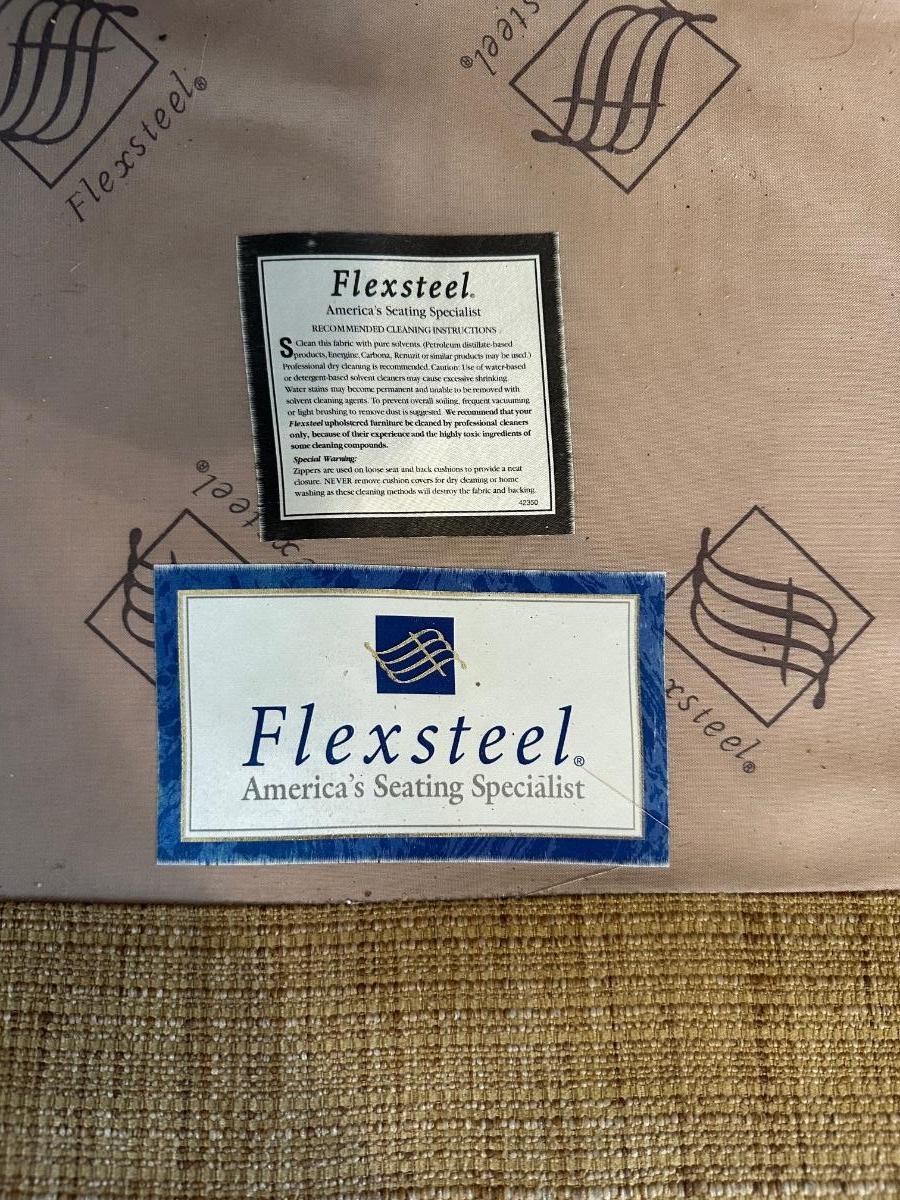 Flexsteel®
steel®
Flexsteel®
America's Seating Specialist
RECOMMENDED CLEANING INSTRUCTIONS
S Clean this fabric with pure solvents. (Petroleum distillate-based
products, Energine, Carbona, Renuzit or similar products may be used.)
Professional dry cleaning is recommended. Caution: Use of water-based
or detergent-based solvent cleaners may cause excessive shrinking.
Water stains may become permanent and unable to be removed with
solvent cleaning agents. To prevent overall soiling, frequent vacuuming
or light brushing to remove dust is suggested. We recommend that your
Flexsteel upholstered furniture be cleaned by professional cleaners
only, because of their experience and the highly toxic ingredients of
some cleaning compounds.
Special Warning:
Zippers are used on loose seat and back cushions to provide a neat
closure. NEVER remove cushion covers for dry cleaning or home
washing as these cleaning methods will destroy the fabric and backing.
42350
xsteel®
Flexsteel®
America's Seating Specialist
xsteel®